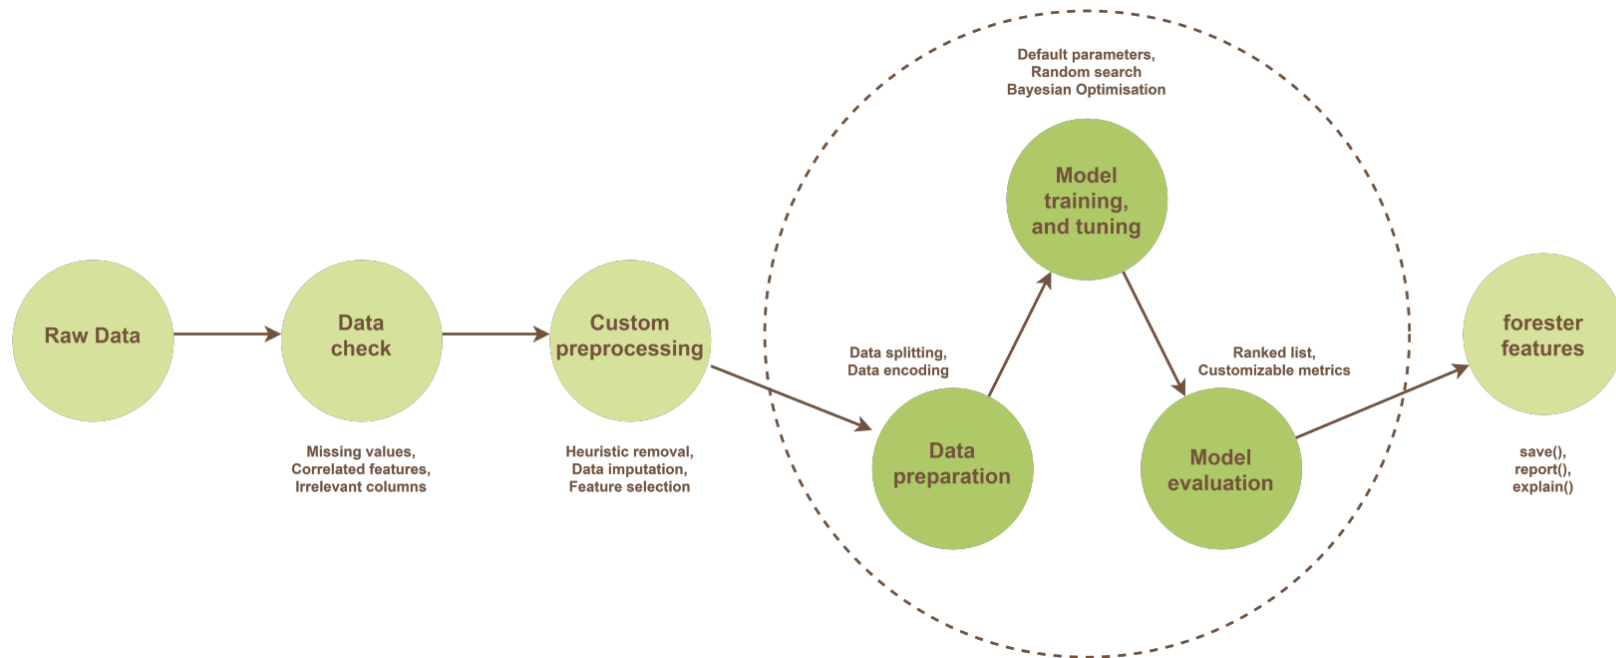 Raw Data
Data
check
Missing values,
Correlated features,
Irrelevant columns
Custom
preprocessing
Heuristic removal,
Data imputation,
Feature selection
Data splitting,
Data encoding
Data
preparation
Default parameters,
Random search
Bayesian Optimisation
Model
training,
and tuning
Ranked list,
Customizable metrics
Model
evaluation
forester
features
save(),
report(),
explain()